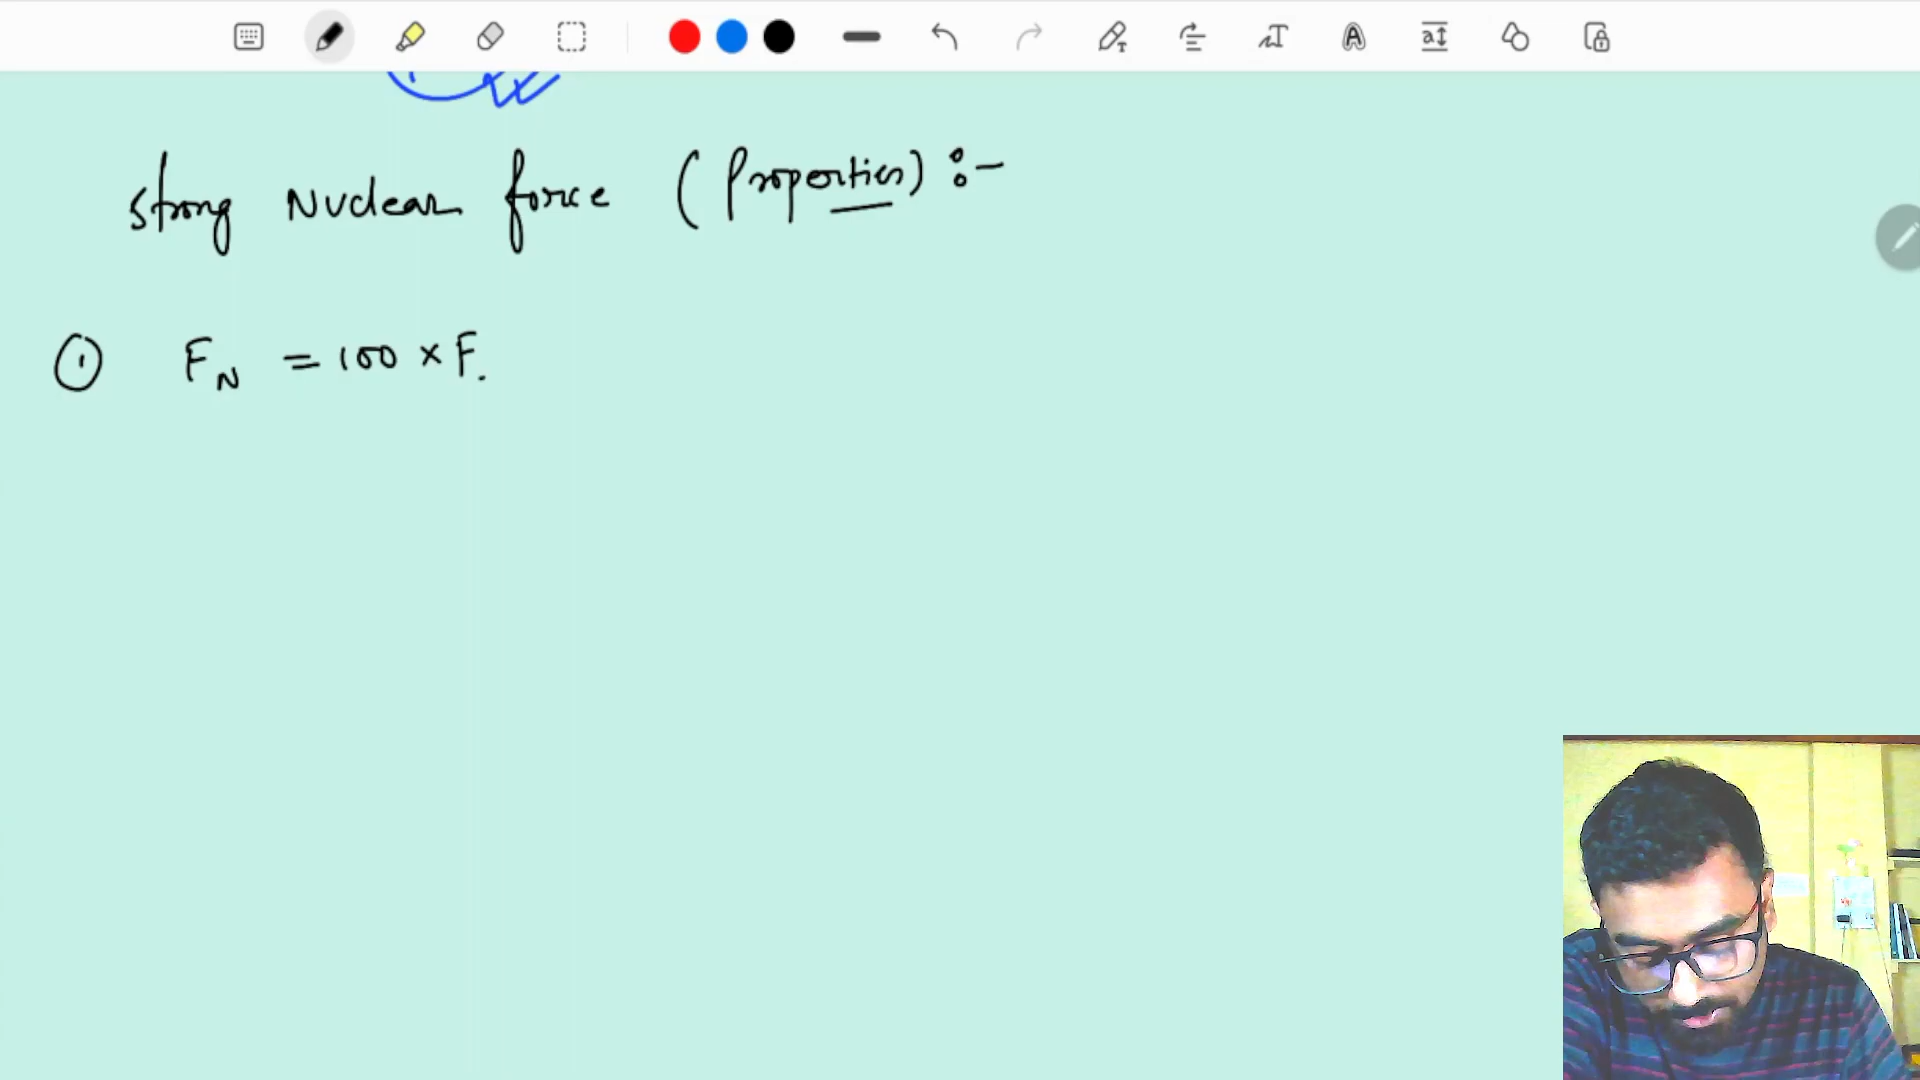 strong Nuclear force (Properties) :-
① F_N = 100 × F.